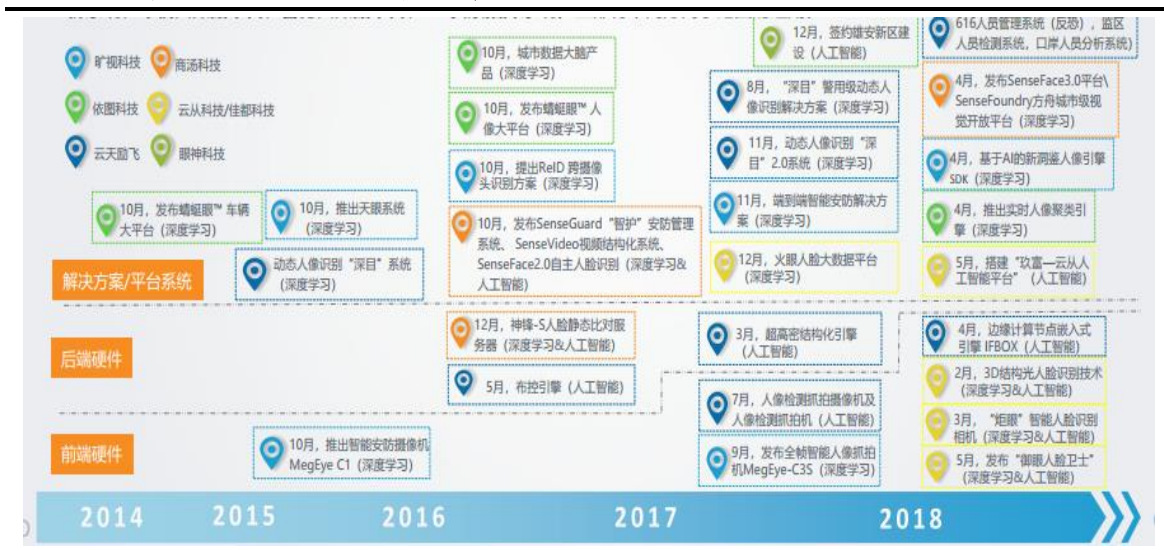 旷视科技
商汤科技
依图科技
云从科技/佳都科技
云天励飞
眼神科技
10月，发布蜻蜓眼™ 车辆
大平台（深度学习）
10月，推出天眼系统
（深度学习）
动态人像识别“深目”系统
（深度学习）
10月，城市数据大脑产
品（深度学习）
10月，发布蜻蜓眼™ 人
像大平台（深度学习）
10月，提出ReID 跨摄像
头识别方案（深度学习）
10月，发布SenseGuard“智护”安防管理
系统、 SenseVideo视频结构化系统、
SenseFace2.0自主人脸识别（深度学习&
人工智能）
12月，签约雄安新区建
设（人工智能）
8月，“深目”警用级动态人
像识别解决方案（深度学习）
11月，动态人像识别“深
目”2.0系统（深度学习）
11月，端到端智能安防解决方
案（深度学习）
12月，火眼人脸大数据平台
（深度学习）
616人员管理系统（反恐），监区
人员检测系统，口岸人员分析系统)
4月，发布SenseFace3.0平台\
SenseFoundry方舟城市级视
觉开放平台（深度学习）
4月，基于AI的新洞鉴人像引擎
SDK（深度学习）
4月，推出实时人像聚类引
擎（深度学习）
5月，搭建“玖富—云从人
工智能平台”（人工智能）
解决方案/平台系统
12月，神锋-S人脸静态比对服
务器（深度学习&人工智能）
5月，布控引擎（人工智能）
3月，超高密结构化引擎
（人工智能）
4月，边缘计算节点嵌入式
引擎 IFBOX（人工智能）
后端硬件
2月，3D结构光人脸识别技术
（深度学习&人工智能）
7月，人像检测抓拍摄像机及
人像检测抓拍机（人工智能）
3月，“炬眼”智能人脸识别
相机（深度学习&人工智能）
前端硬件
10月，推出智能安防摄像机
MegEye C1（深度学习）
9月，发布全帧智能人像抓拍
机MegEye-C3S（深度学习）
5月，发布“御眼人脸卫士”
（深度学习&人工智能）
2014
2015
2016
2017
2018